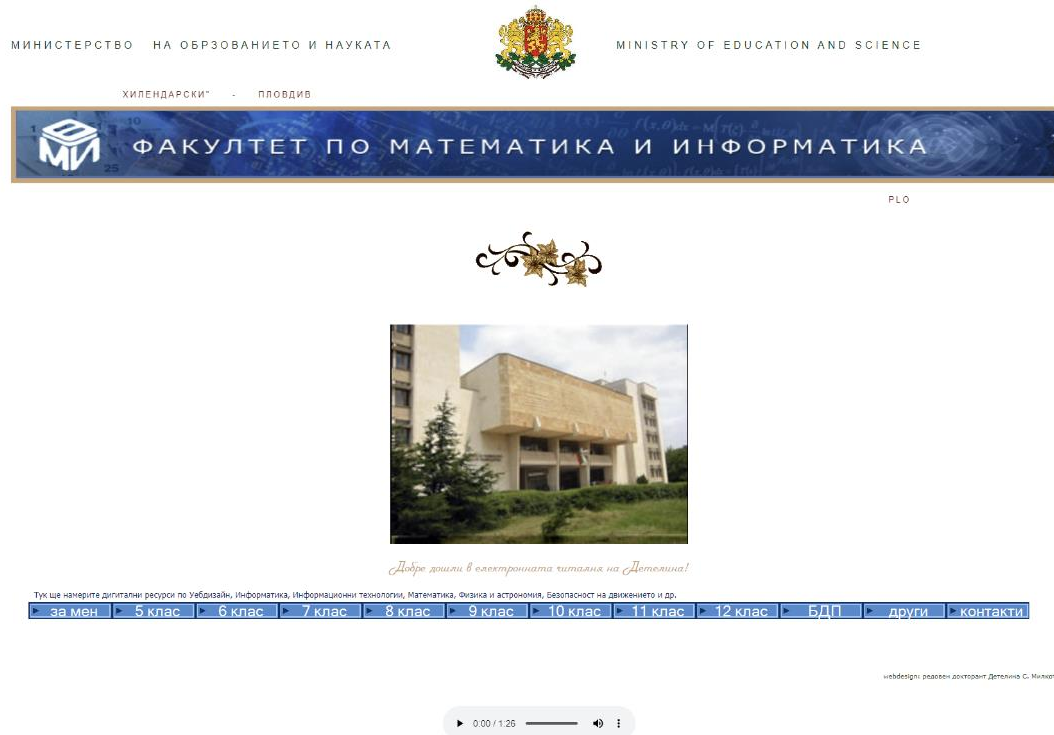 МИНИСТЕРСТВО НА ОБРЗОВАНИЕТО И НАУКАТА
MINISTRY OF EDUCATION AND SCIENCE
ХИЛЕНДАРСКИ" - ПЛОВДИВ
ФАКУЛТЕТ ПО МАТЕМАТИКА И ИНФОРМАТИКА
PLO
Добре дошли в електронната читалня на Детелина!
Тук ще намерите дигитални ресурси по Уебдизайн, Информатика, Информационни технологии, Математика, Физика и астрономия, Безопасност на движението и др.
за мен 5 клас 6 клас 7 клас 8 клас 9 клас 10 клас 11 клас 12 клас БДП други контакти
webdesign: редовен докторант Детелина С. Милкот
0:00 / 1:26